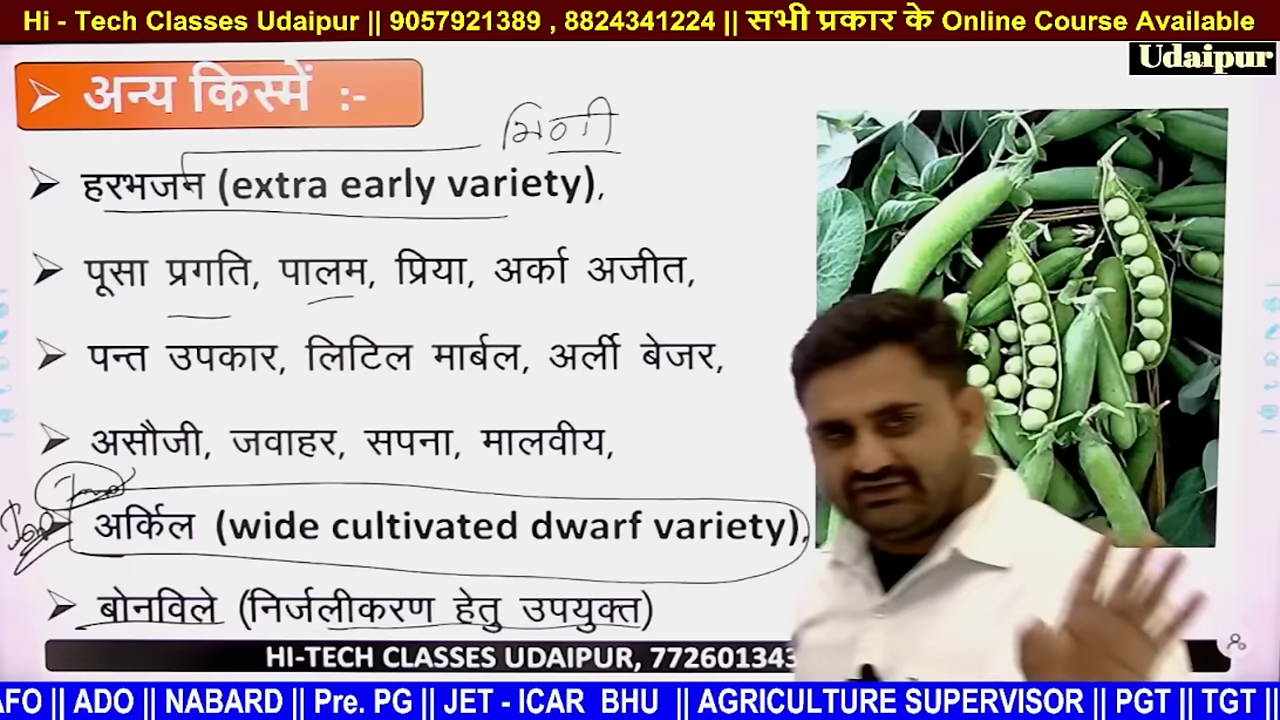 Hi - Tech Classes Udaipur || 9057921389 , 8824341224 || सभी प्रकार के Online Course Available
Udaipur
➤ अन्य किस्में :-
➤ हरभजन (extra early variety),
➤ पूसा प्रगति, पालम, प्रिया, अर्का अजीत,
➤ पन्त उपकार, लिटिल मार्बल, अर्ली बेजर,
➤ असौजी, जवाहर, सपना, मालवीय,
अर्किल (wide cultivated dwarf variety),
➤ बोनविले (निर्जलीकरण हेतु उपयुक्त)
HI-TECH CLASSES UDAIPUR, 772601343
AFO || ADO || NABARD || Pre. PG || JET - ICAR BHU || AGRICULTURE SUPERVISOR || PGT || TGT ||